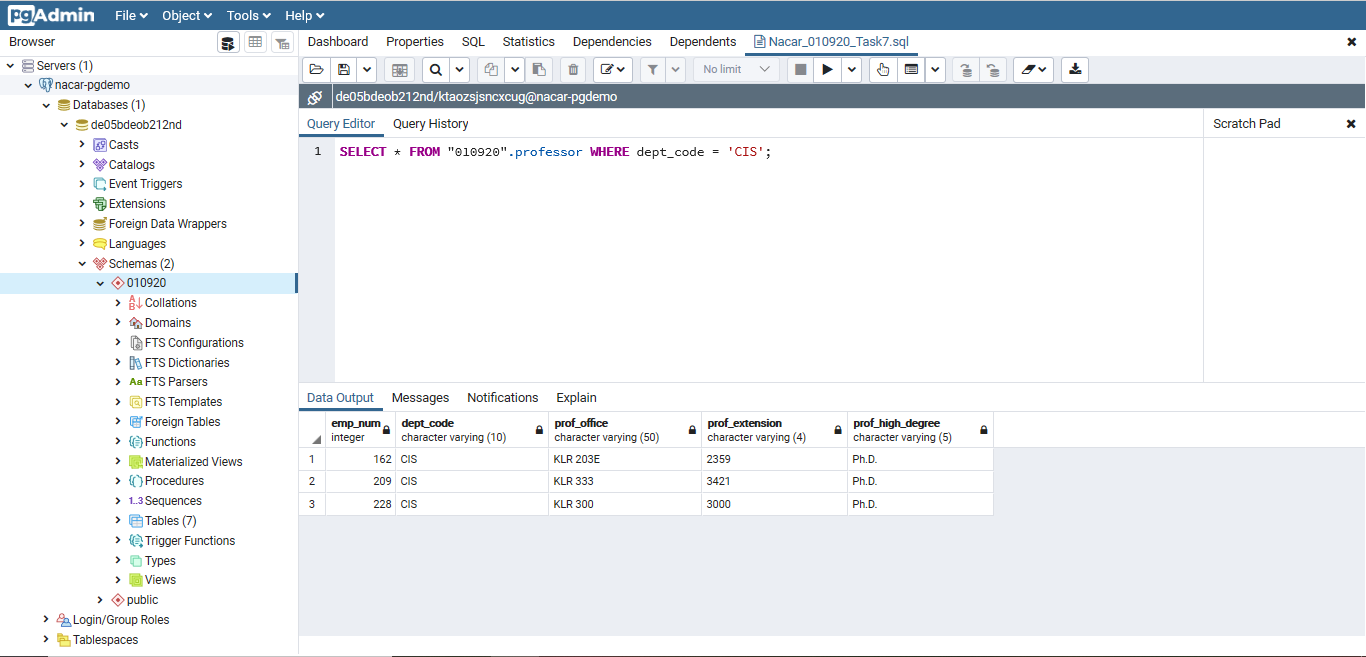 pgAdmin File Object Tools Help
Browser
Dashboard Properties SQL Statistics Dependencies Dependents Nacar_010920_Task7.sql
No limit
de05bdeob212nd/ktaozsjsncxcug@nacar-pgdemo
Query Editor Query History
Scratch Pad
1 SELECT * FROM "010920".professor WHERE dept_code = 'CIS';
Servers (1)
nacar-pgdemo
Databases (1)
de05bdeob212nd
Casts
Catalogs
Event Triggers
Extensions
Foreign Data Wrappers
Languages
Schemas (2)
010920
Collations
Domains
FTS Configurations
FTS Dictionaries
Aa FTS Parsers
FTS Templates
Foreign Tables
Functions
Materialized Views
Procedures
1..3 Sequences
Tables (7)
Trigger Functions
Types
Views
public
Login/Group Roles
Tablespaces
Data Output Messages Notifications Explain
emp_num dept_code prof_office prof_extension prof_high_degree
integer character varying (10) character varying (50) character varying (4) character varying (5)
1 162 CIS KLR 203E 2359 Ph.D.
2 209 CIS KLR 333 3421 Ph.D.
3 228 CIS KLR 300 3000 Ph.D.